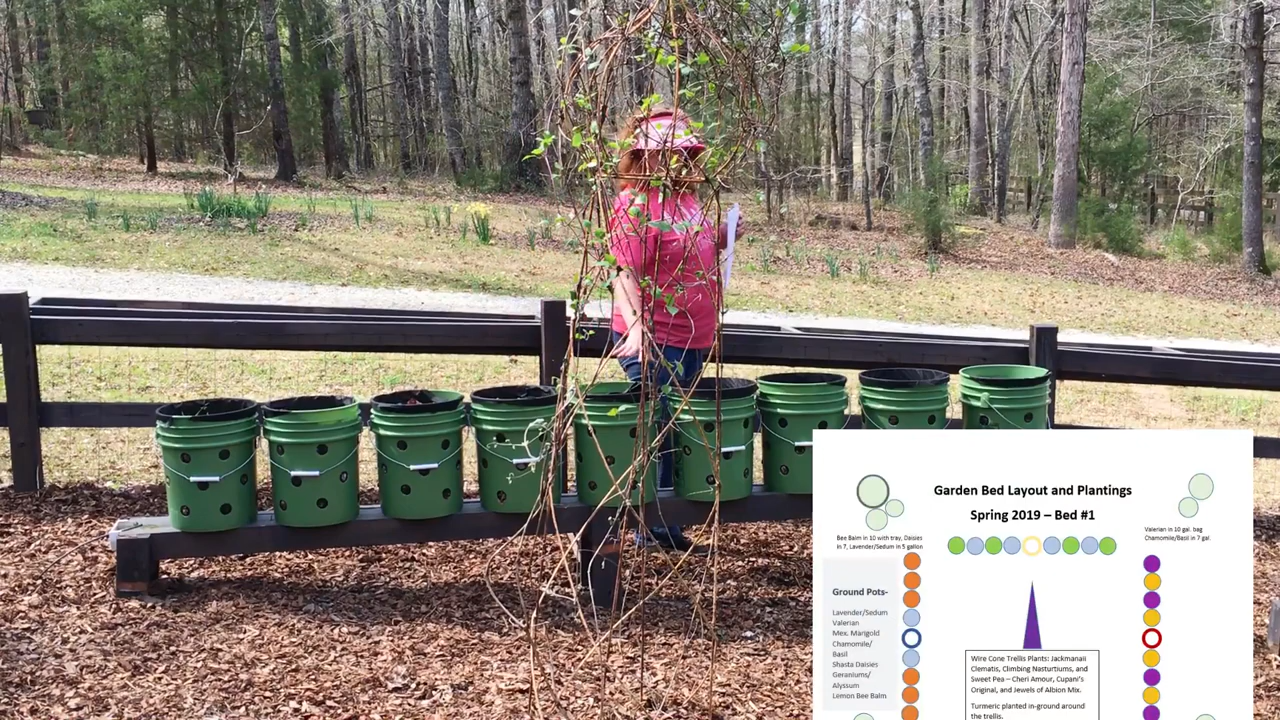 Garden Bed Layout and Plantings
Spring 2019 – Bed #1
Bee Balm in 10 with tray, Daisies
in 7, Lavender/Sedum in 5 gallon
Valerian in 10 gal. bag
Chamomile/Basil in 7 gal.
Ground Pots-
Lavender/Sedum
Valerian
Mex. Marigold
Chamomile/
Basil
Shasta Daisies
Geraniums/
Alyssum
Lemon Bee Balm
Wire Cone Trellis Plants: Jackmanaii
Clematis, Climbing Nasturtiums, and
Sweet Pea – Cheri Amour, Cupani's
Original, and Jewels of Albion Mix.
Turmeric planted in-ground around
the trellis.